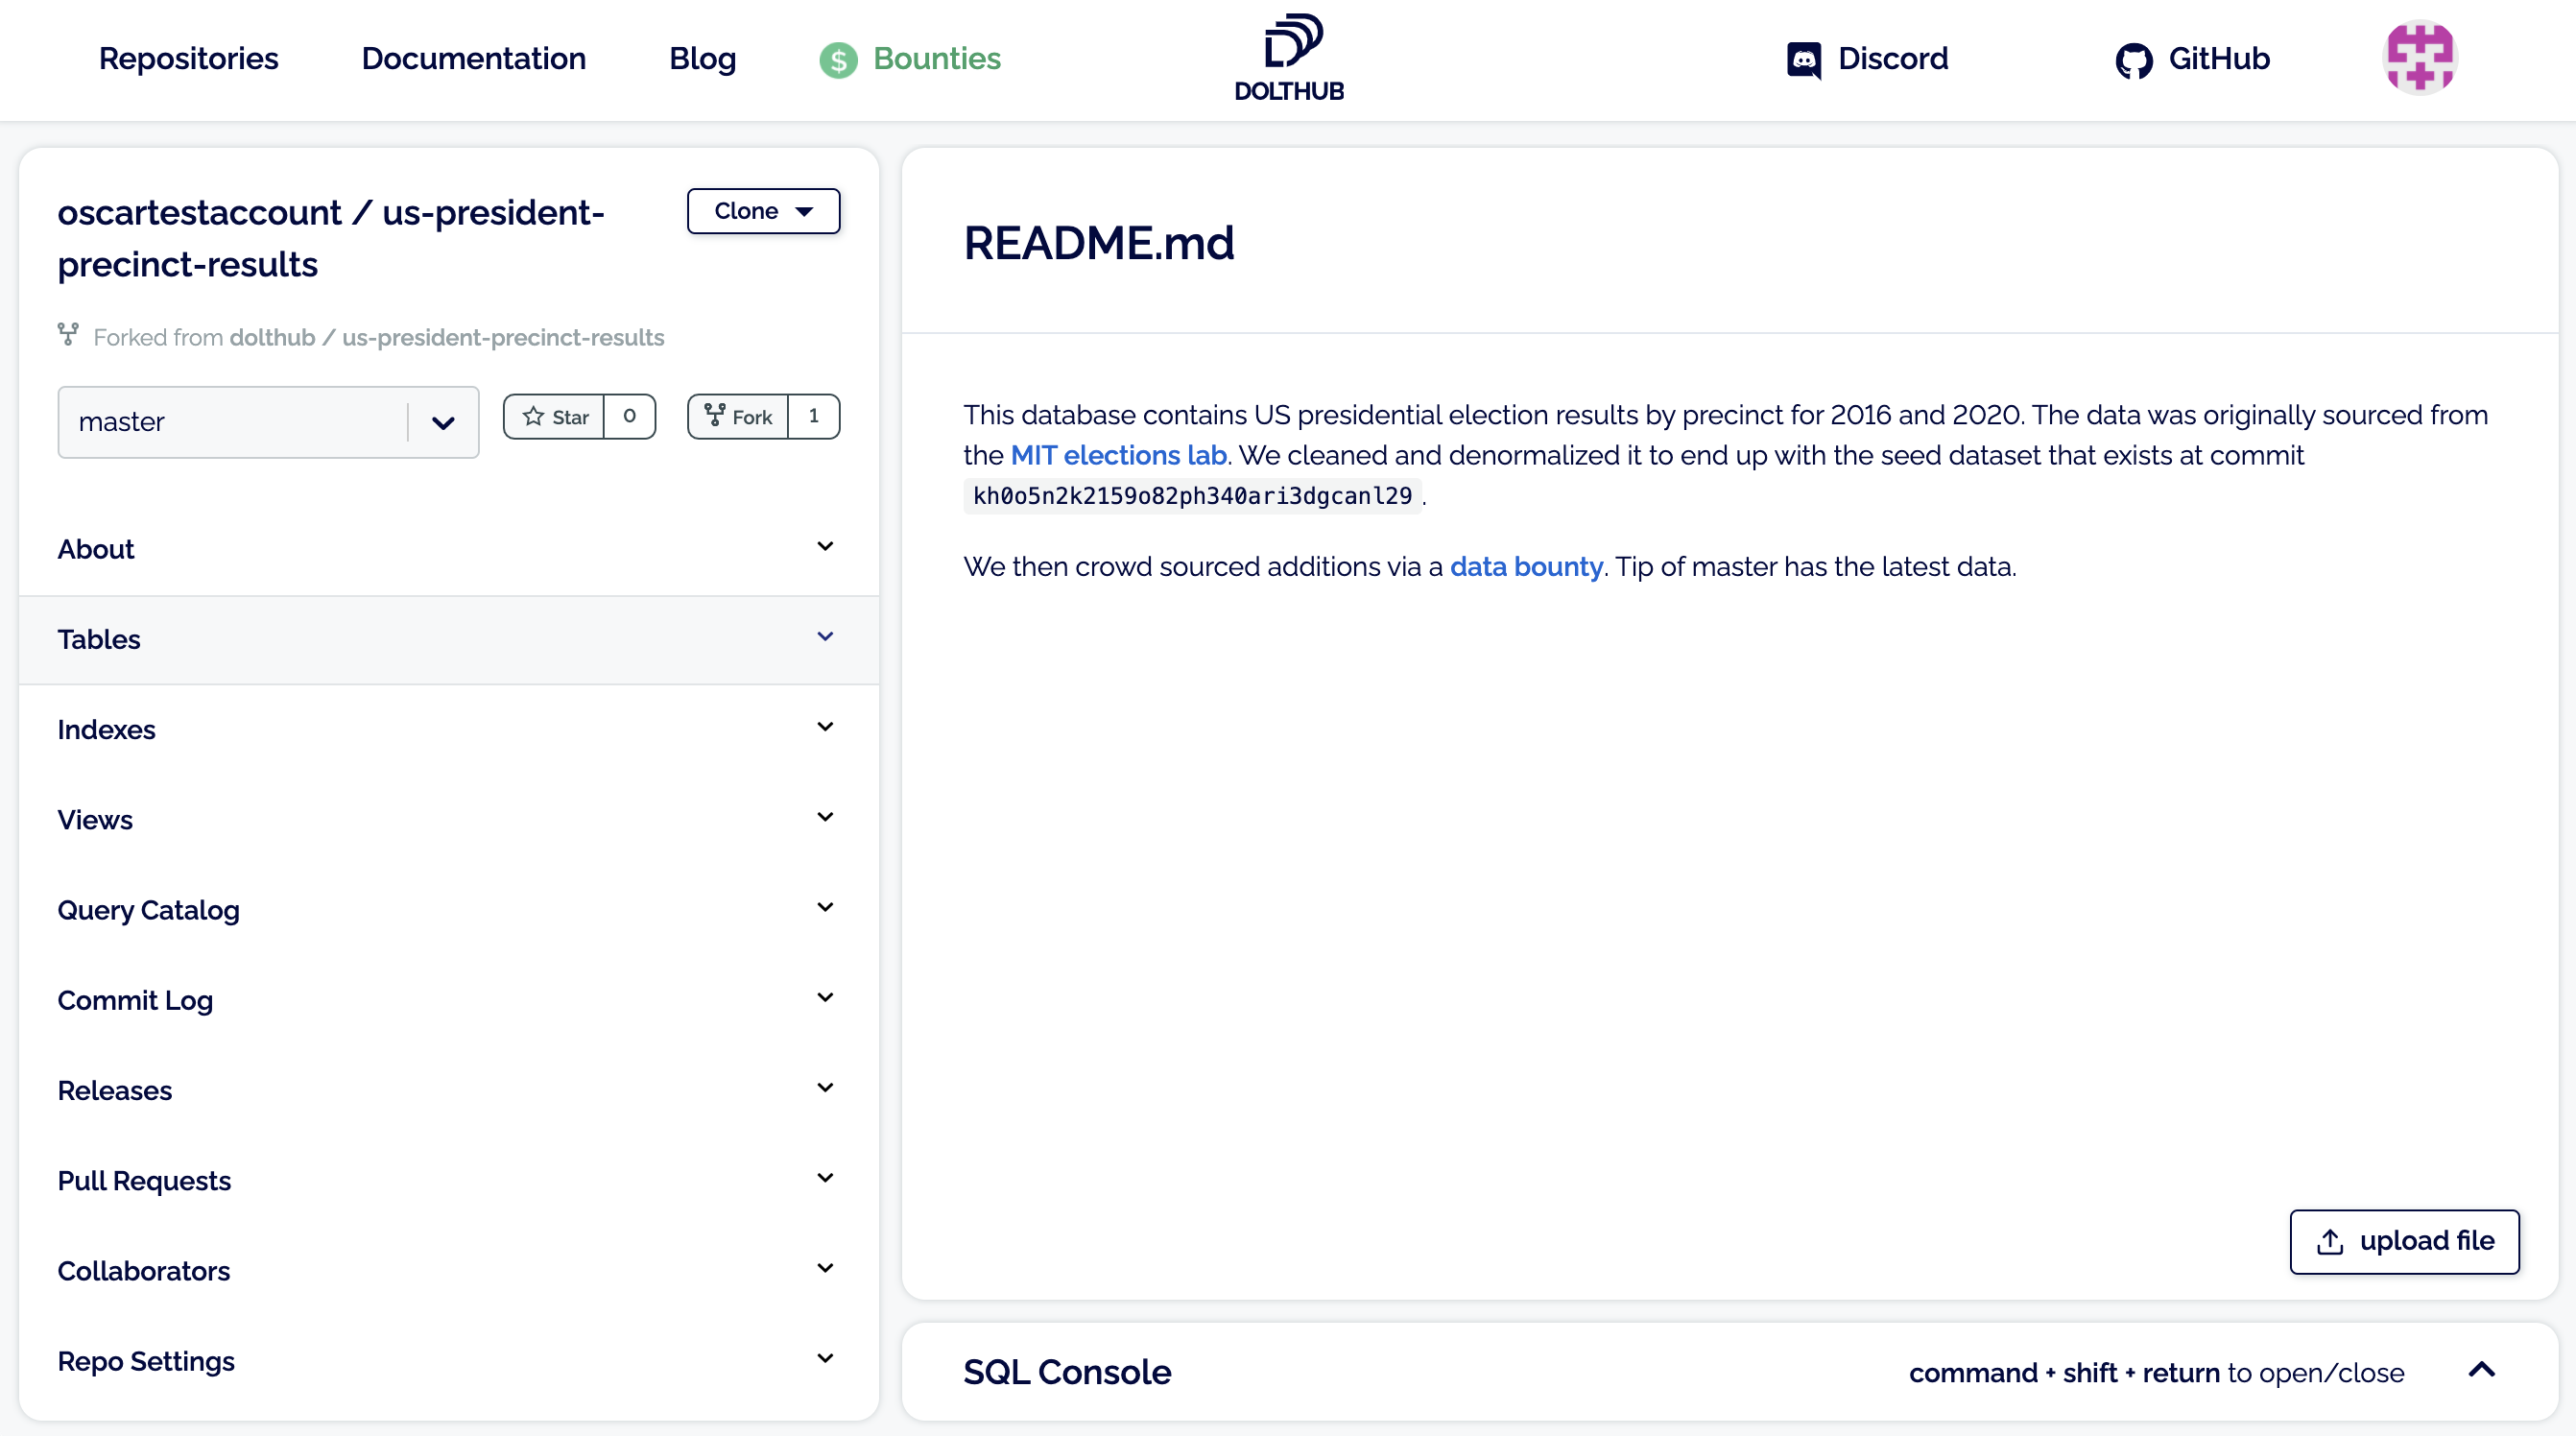 Repositories Documentation Blog $ Bounties DOLTHUB Discord GitHub
oscartestaccount / us-president-
precinct-results
Clone
Forked from dolthub / us-president-precinct-results
master Star 0 Fork 1
About
Tables
Indexes
Views
Query Catalog
Commit Log
Releases
Pull Requests
Collaborators
Repo Settings
README.md
This database contains US presidential election results by precinct for 2016 and 2020. The data was originally sourced from
the MIT elections lab. We cleaned and denormalized it to end up with the seed dataset that exists at commit
kh0o5n2k2159o82ph340ari3dgcanl29.
We then crowd sourced additions via a data bounty. Tip of master has the latest data.
upload file
SQL Console command + shift + return to open/close